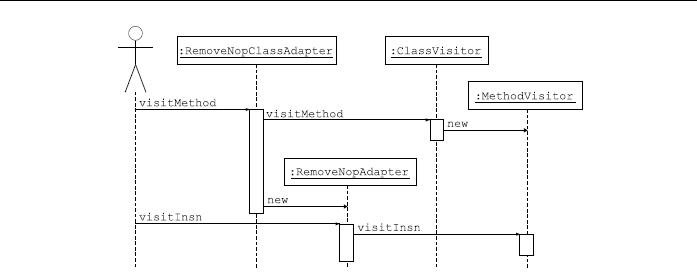 :RemoveNopClassAdapter
:ClassVisitor
:MethodVisitor
visitMethod
visitMethod
new
:RemoveNopAdapter
new
visitInsn
visitInsn